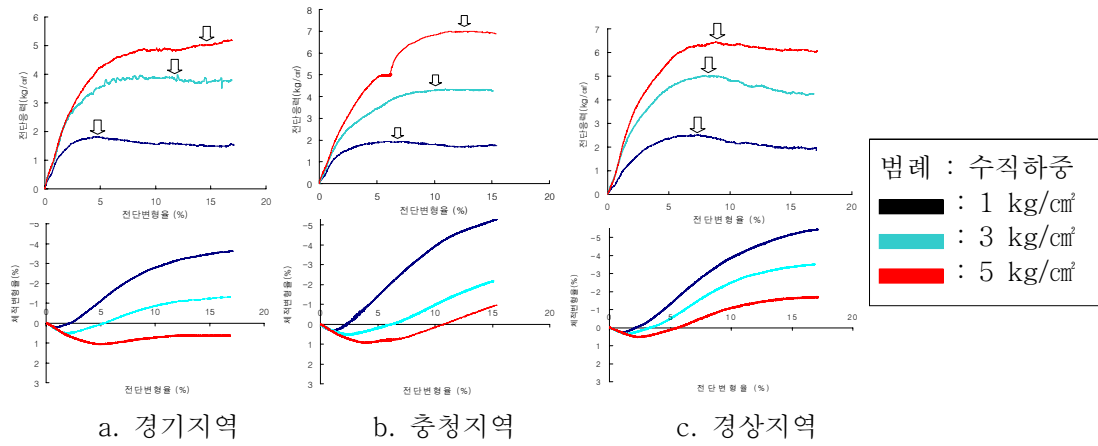 전단응력(kg/㎠)
6
5
4
3
2
1
0
0 5 10 15 20
전단변형율 (%)
전단응력(kg/㎠)
8
7
6
5
4
3
2
1
0
0 5 10 15 20
전단변형율 (%)
전단응력(kg/㎠)
7
6
5
4
3
2
1
0
0 5 10 15 20
전단변형율 (%)
체적변형율(%)
-5
-4
-3
-2
-1
0
1
2
3
0 5 10 15 20
전단변형율 (%)
체적변형율(%)
-5
-4
-3
-2
-1
0
1
2
3
0 5 10 15 20
전단변형율 (%)
체적변형율(%)
-5
-4
-3
-2
-1
0
1
2
3
0 5 10 15 20
전단변형율 (%)
범례 : 수직하중
: 1 kg/㎠
: 3 kg/㎠
: 5 kg/㎠
a. 경기지역
b. 충청지역
c. 경상지역